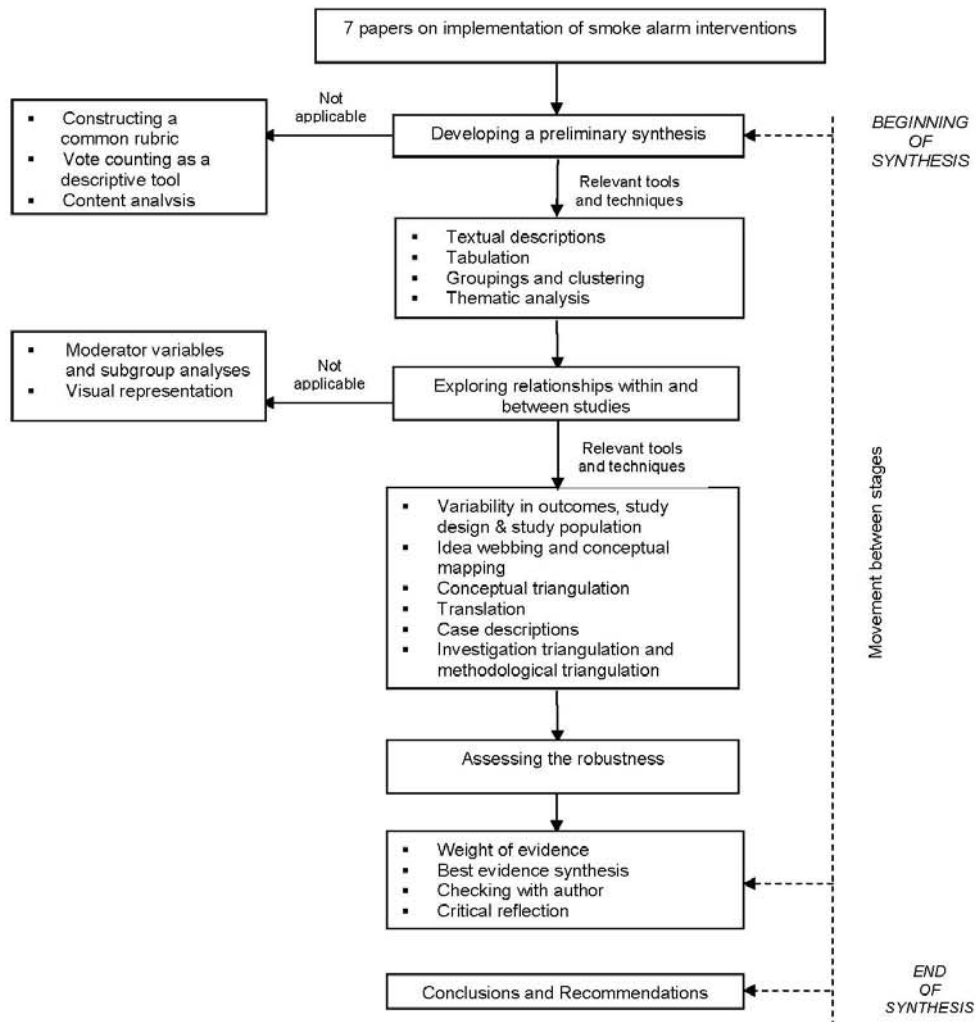 7 papers on implementation of smoke alarm interventions
Not
applicable
▪ Constructing a
common rubric
▪ Vote counting as a
descriptive tool
▪ Content analvsis
Developing a preliminary synthesis
BEGINNING
OF
SYNTHESIS
Relevant tools
and techniques
▪ Textual descriptions
▪ Tabulation
▪ Groupings and clustering
▪ Thematic analysis
▪ Moderator variables
and subgroup analyses
▪ Visual representation
Not
applicable
Exploring relationships within and
between studies
Relevant tools
and techniques
▪ Variability in outcomes, study
design & study population
▪ Idea webbing and conceptual
mapping
▪ Conceptual triangulation
▪ Translation
▪ Case descriptions
▪ Investigation triangulation and
methodological triangulation
Movement between stages
Assessing the robustness
▪ Weight of evidence
▪ Best evidence synthesis
▪ Checking with author
▪ Critical reflection
Conclusions and Recommendations
END
OF
SYNTHESIS